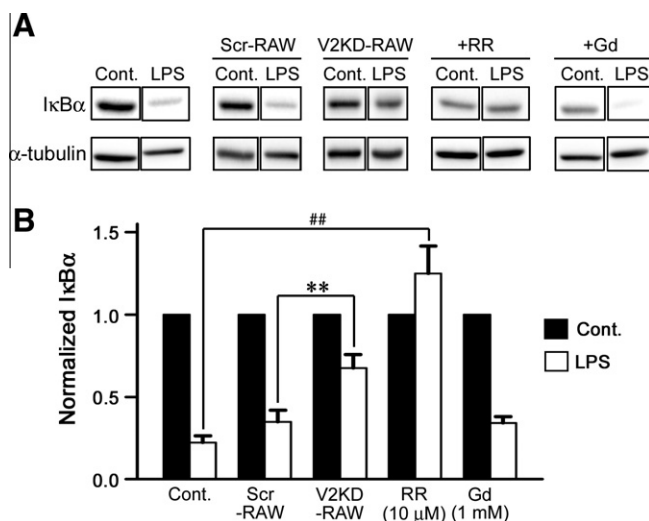 A
Scr-RAW V2KD-RAW +RR +Gd
Cont. LPS Cont. LPS Cont. LPS Cont. LPS Cont. LPS
IκBα
α-tubulin
B
Normalized IκBα
1.5
1.0
0.5
0.0
##
**
Cont.
LPS
Cont. Scr V2KD RR Gd
-RAW -RAW (10 μM) (1 mM)